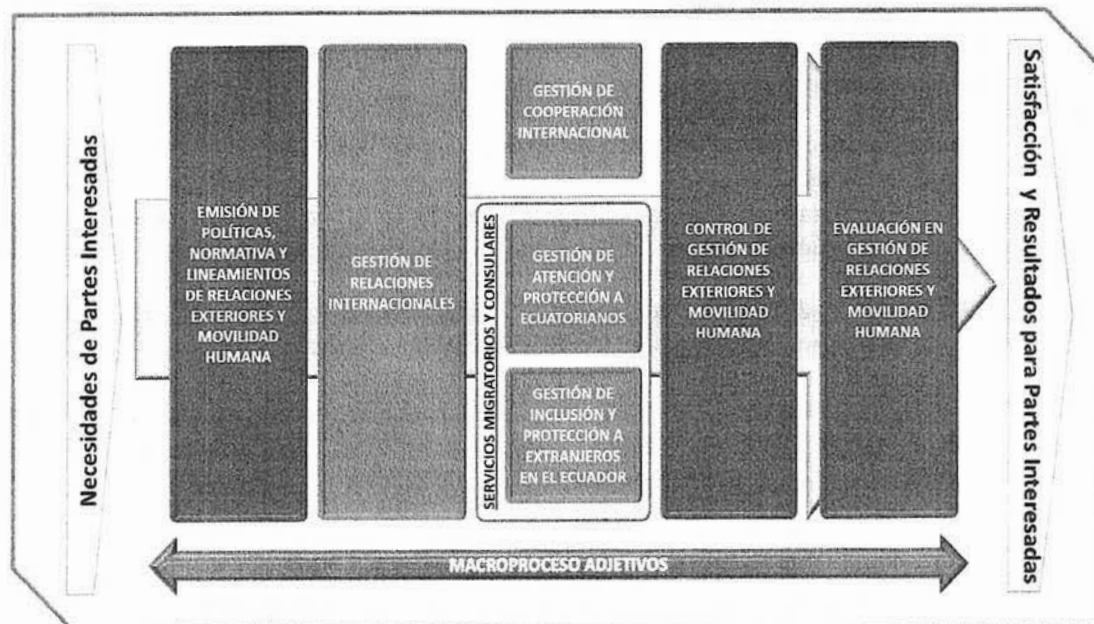 Necesidades de Partes Interesadas
EMISIÓN DE
POLÍTICAS,
NORMATIVA Y
LINEAMIENTOS
DE RELACIONES
EXTERIORES Y
MOVILIDAD
HUMANA
GESTIÓN DE
RELACIONES
INTERNACIONALES
GESTIÓN DE
COOPERACIÓN
INTERNACIONAL
SERVICIOS MIGRATORIOS Y CONSULARES
GESTIÓN DE
ATENCIÓN Y
PROTECCIÓN A
ECUATORIANOS
GESTIÓN DE
INCLUSIÓN Y
PROTECCIÓN A
EXTRANJEROS
EN EL ECUADOR
CONTROL DE
GESTIÓN DE
RELACIONES
EXTERIORES Y
MOVILIDAD
HUMANA
EVALUACIÓN EN
GESTIÓN DE
RELACIONES
EXTERIORES Y
MOVILIDAD
HUMANA
Satisfacción y Resultados para Partes Interesadas
MACROPROCESO ADJETIVOS